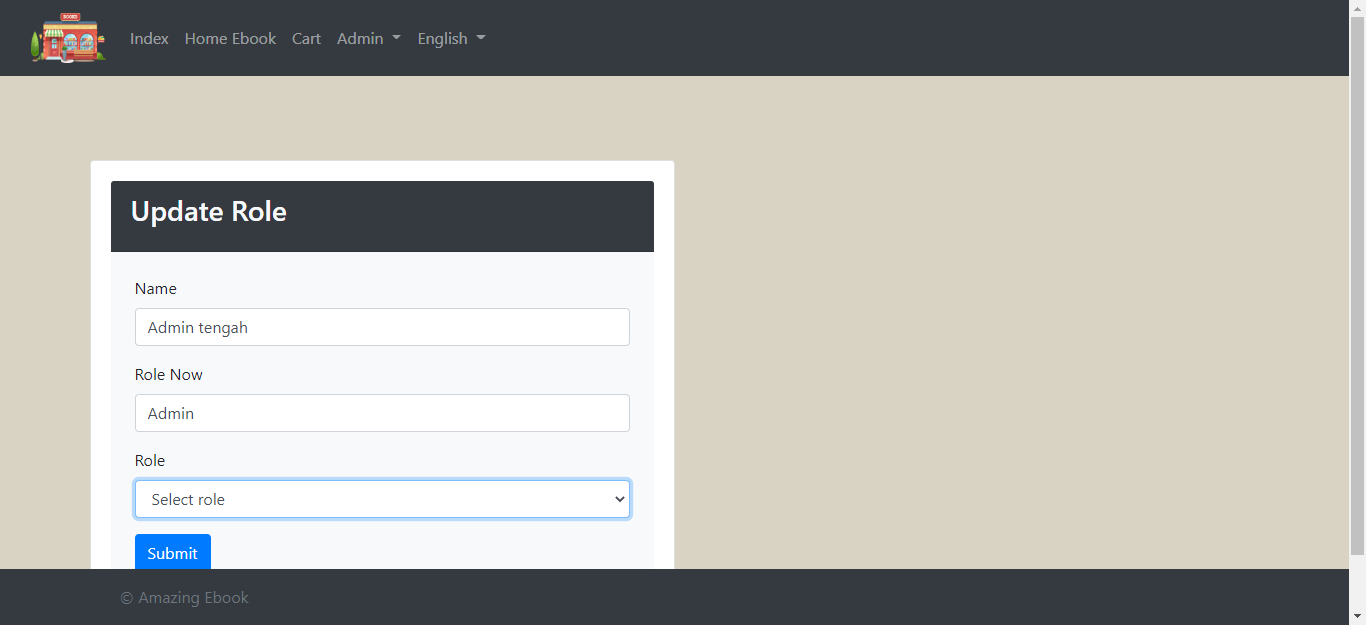 BOOKS
Index Home Ebook Cart Admin English
Update Role
Name
Admin tengah
Role Now
Admin
Role
Select role
Submit
© Amazing Ebook